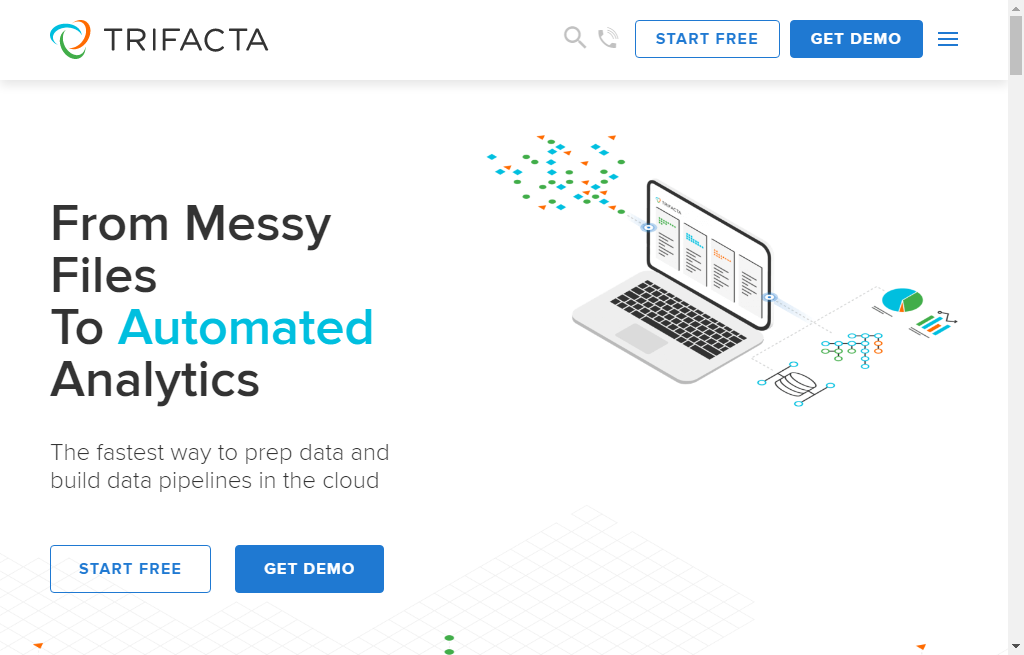 TRIFACTA
START FREE
GET DEMO
From Messy
Files
To Automated
Analytics
TRIFACTA
The fastest way to prep data and
build data pipelines in the cloud
START FREE
GET DEMO